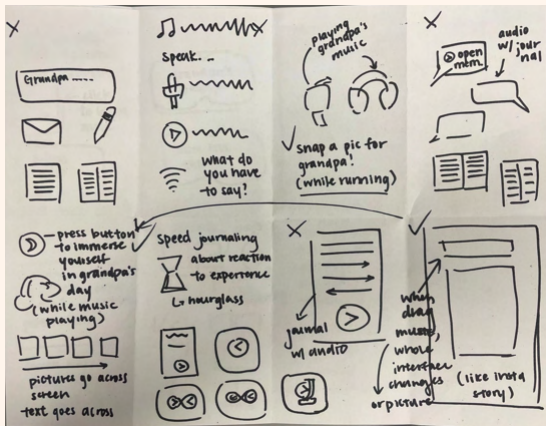 Grandpa
Speak. - -
what do
you have
to say?
playing
grandpa's
music
snap a pic for
grandpa!
(while running)
open
mem.
audio
w/ jour
nal
press button
to immerse
yourself
in grandpa's
day
(while music
playing)
pictures go across
screen
text goes across
Speed journaling
about reaction
to experience
↳ hourglass
journal
w/ audio
when
drag
music,
whole
interface
changes
or picture
(like insta
story)